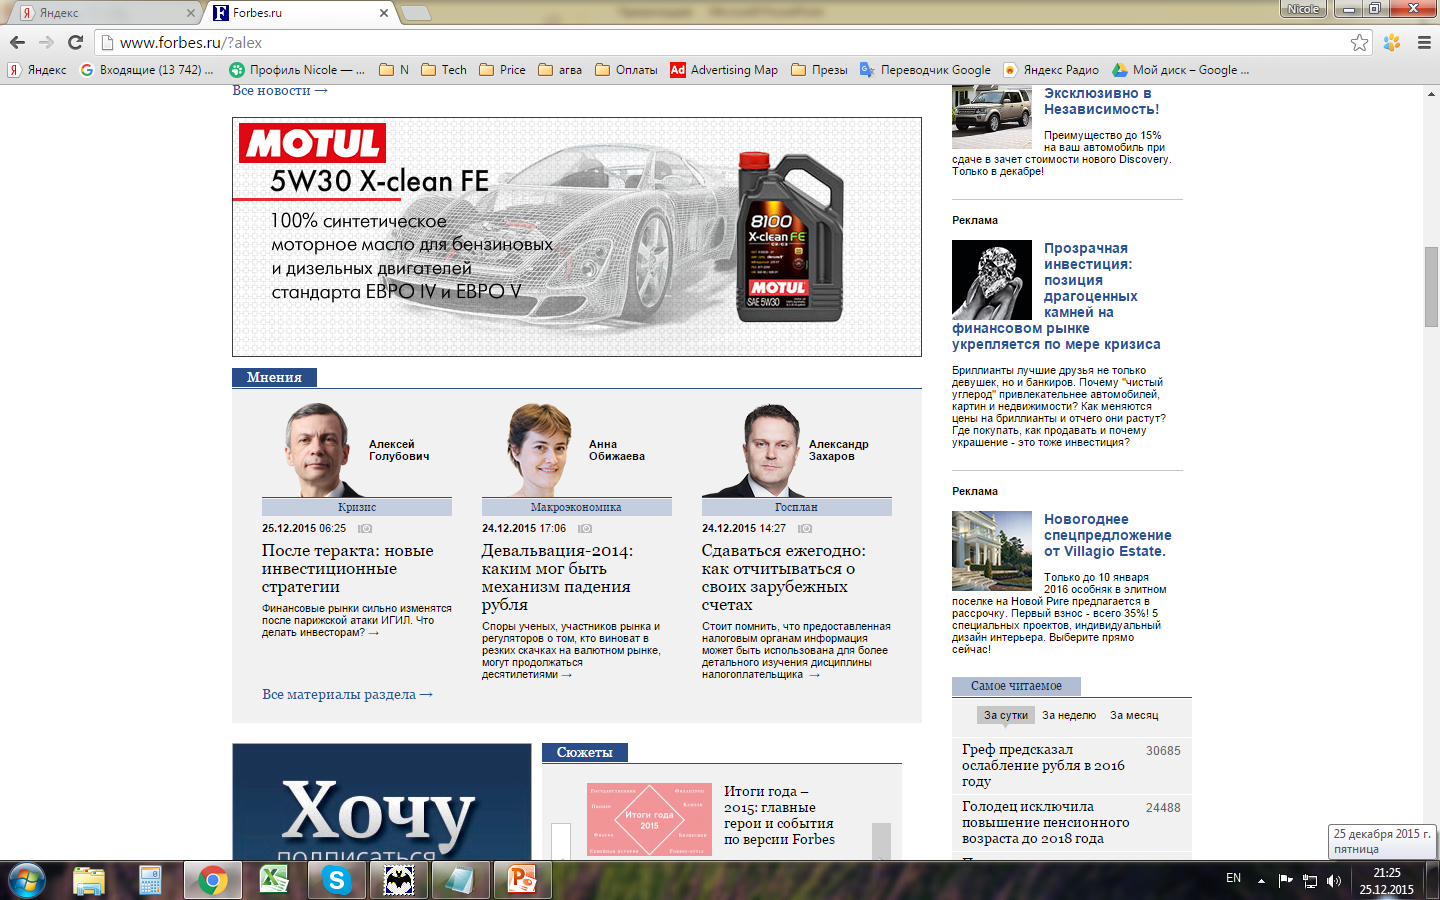 Яндекс
Forbes.ru
Nicole
www.forbes.ru/?alex
Яндекс
Входящие (13 742) ...
Профиль Nicole — ...
N
Tech
Price
агва
Оплаты
Advertising Map
Презы
Переводчик Google
Яндекс Радио
Мой диск – Google ...
Все новости →
MOTUL
5W30 X-clean FE
100% синтетическое
моторное масло для бензиновых
и дизельных двигателей
стандарта ЕВРО IV и ЕВРО V
8100
X-clean FE
MOTUL
SAE 5W30
Мнения
Алексей
Голубович
Кризис
25.12.2015 06:25
После теракта: новые
инвестиционные
стратегии
Финансовые рынки сильно изменятся
после парижской атаки ИГИЛ. Что
делать инвесторам? →
Анна
Обижаева
Макроэкономика
24.12.2015 17:06
Девальвация-2014:
каким мог быть
механизм падения
рубля
Споры ученых, участников рынка и
регуляторов о том, кто виноват в
резких скачках на валютном рынке,
могут продолжаться
десятилетиями →
Александр
Захаров
Госплан
24.12.2015 14:27
Сдаваться ежегодно:
как отчитываться о
своих зарубежных
счетах
Стоит помнить, что предоставленная
налоговым органам информация
может быть использована для более
детального изучения дисциплины
налогоплательщика →
Все материалы раздела →
Хочу
подписаться
Сюжеты
Итоги года
2015
Итоги года –
2015: главные
герои и события
по версии Forbes
Эксклюзивно в
Независимость!
Преимущество до 15%
на ваш автомобиль при
сдаче в зачет стоимости нового Discovery.
Только в декабре!
Реклама
Прозрачная
инвестиция:
позиция
драгоценных
камней на
финансовом рынке
укрепляется по мере кризиса
Бриллианты лучшие друзья не только
девушек, но и банкиров. Почему "чистый
углерод" привлекательнее автомобилей,
картин и недвижимости? Как меняются
цены на бриллианты и отчего они растут?
Где покупать, как продавать и почему
украшение - это тоже инвестиция?
Реклама
Новогоднее
спецпредложение
от Villagio Estate.
Только до 10 января
2016 особняк в элитном
поселке на Новой Риге предлагается в
рассрочку. Первый взнос - всего 35%! 5
специальных проектов, индивидуальный
дизайн интерьера. Выберите прямо
сейчас!
Самое читаемое
За сутки За неделю За месяц
Греф предсказал 30685
ослабление рубля в 2016
году
Голодец исключила 24488
повышение пенсионного
возраста до 2018 года
25 декабря 2015 г.
пятница
EN
21:25
25.12.2015